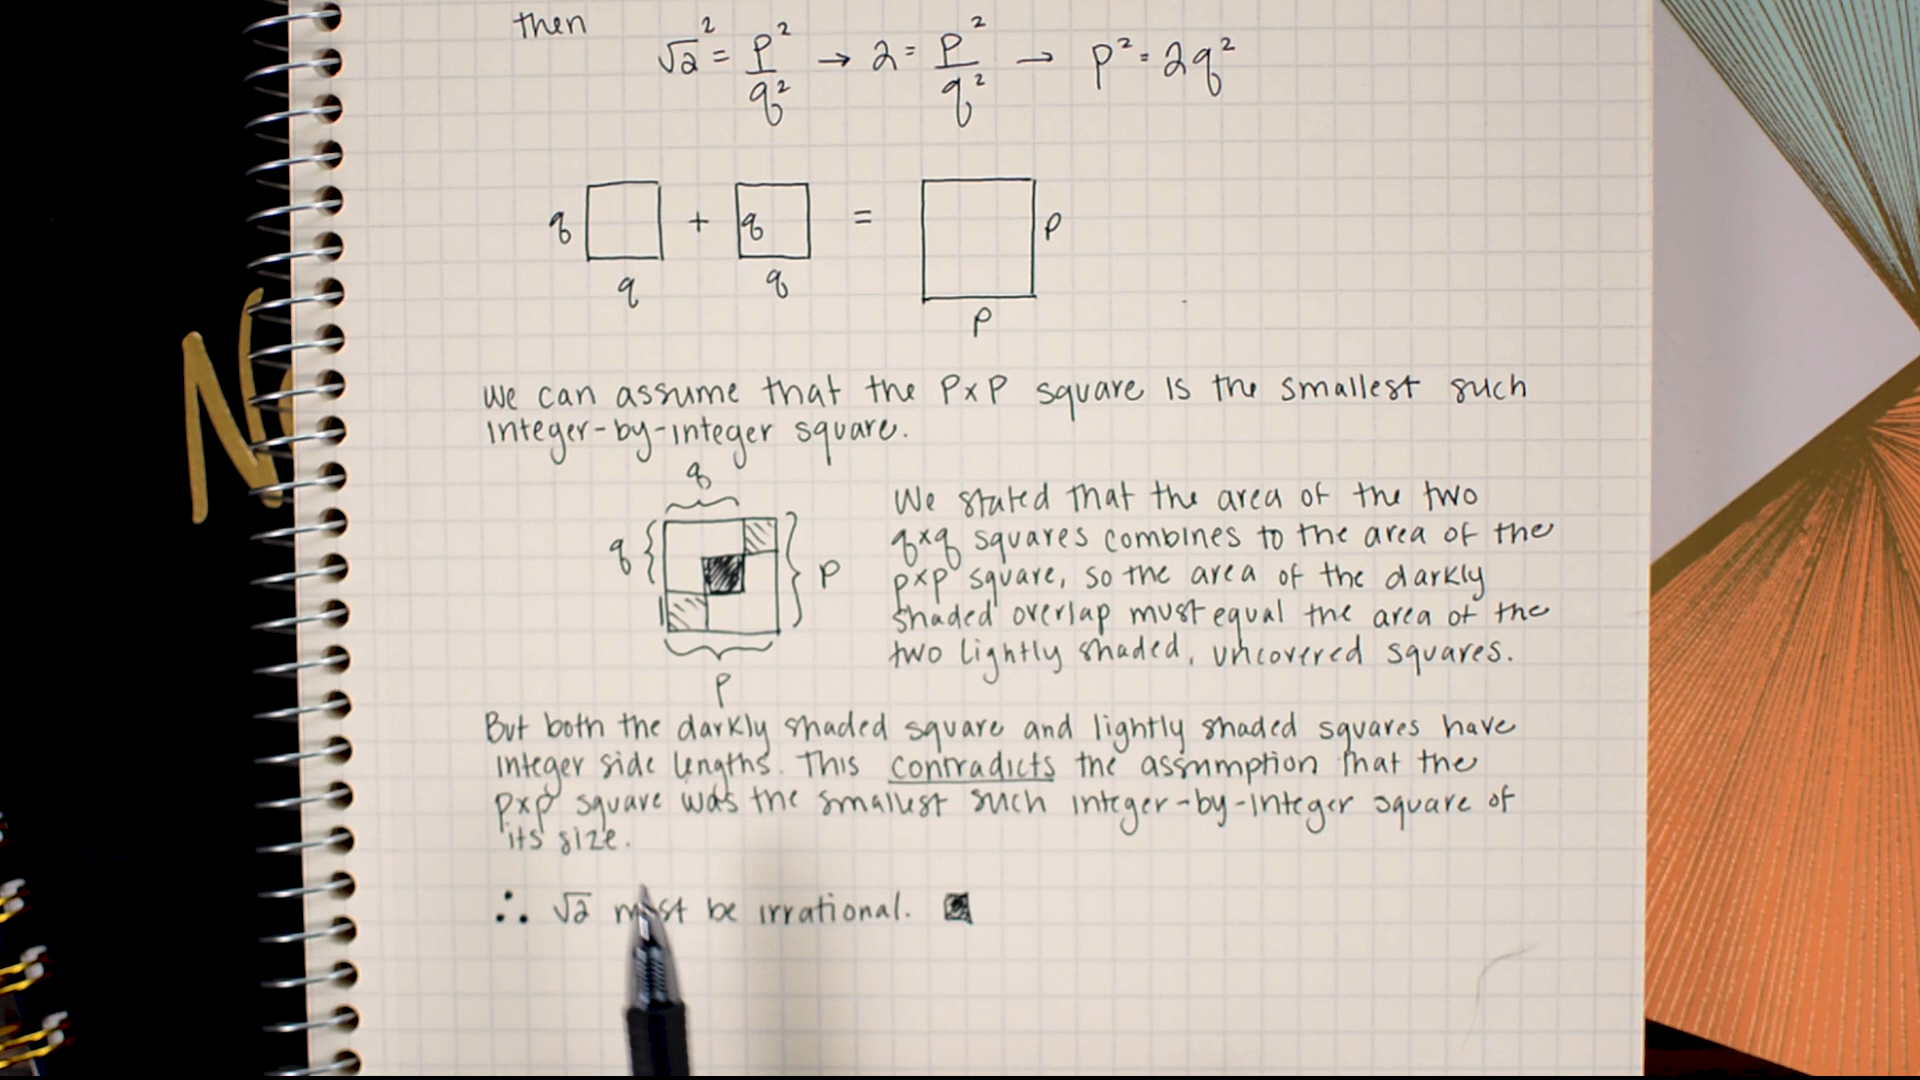 then
√2² = p²/q² → 2 = p²/q² → p² = 2q²
q + q = p
q q p
We can assume that the PxP square is the smallest such
integer-by-integer square.
q
q p
p
We stated that the area of the two
qxq squares combines to the area of the
pxp square, so the area of the darkly
shaded overlap must equal the area of the
two lightly shaded, uncovered squares.
But both the darkly shaded square and lightly shaded squares have
integer side lengths. This contradicts the assumption that the
pxp square was the smallest such integer-by-integer square of
its size.
∴ √2 must be irrational. ■
N